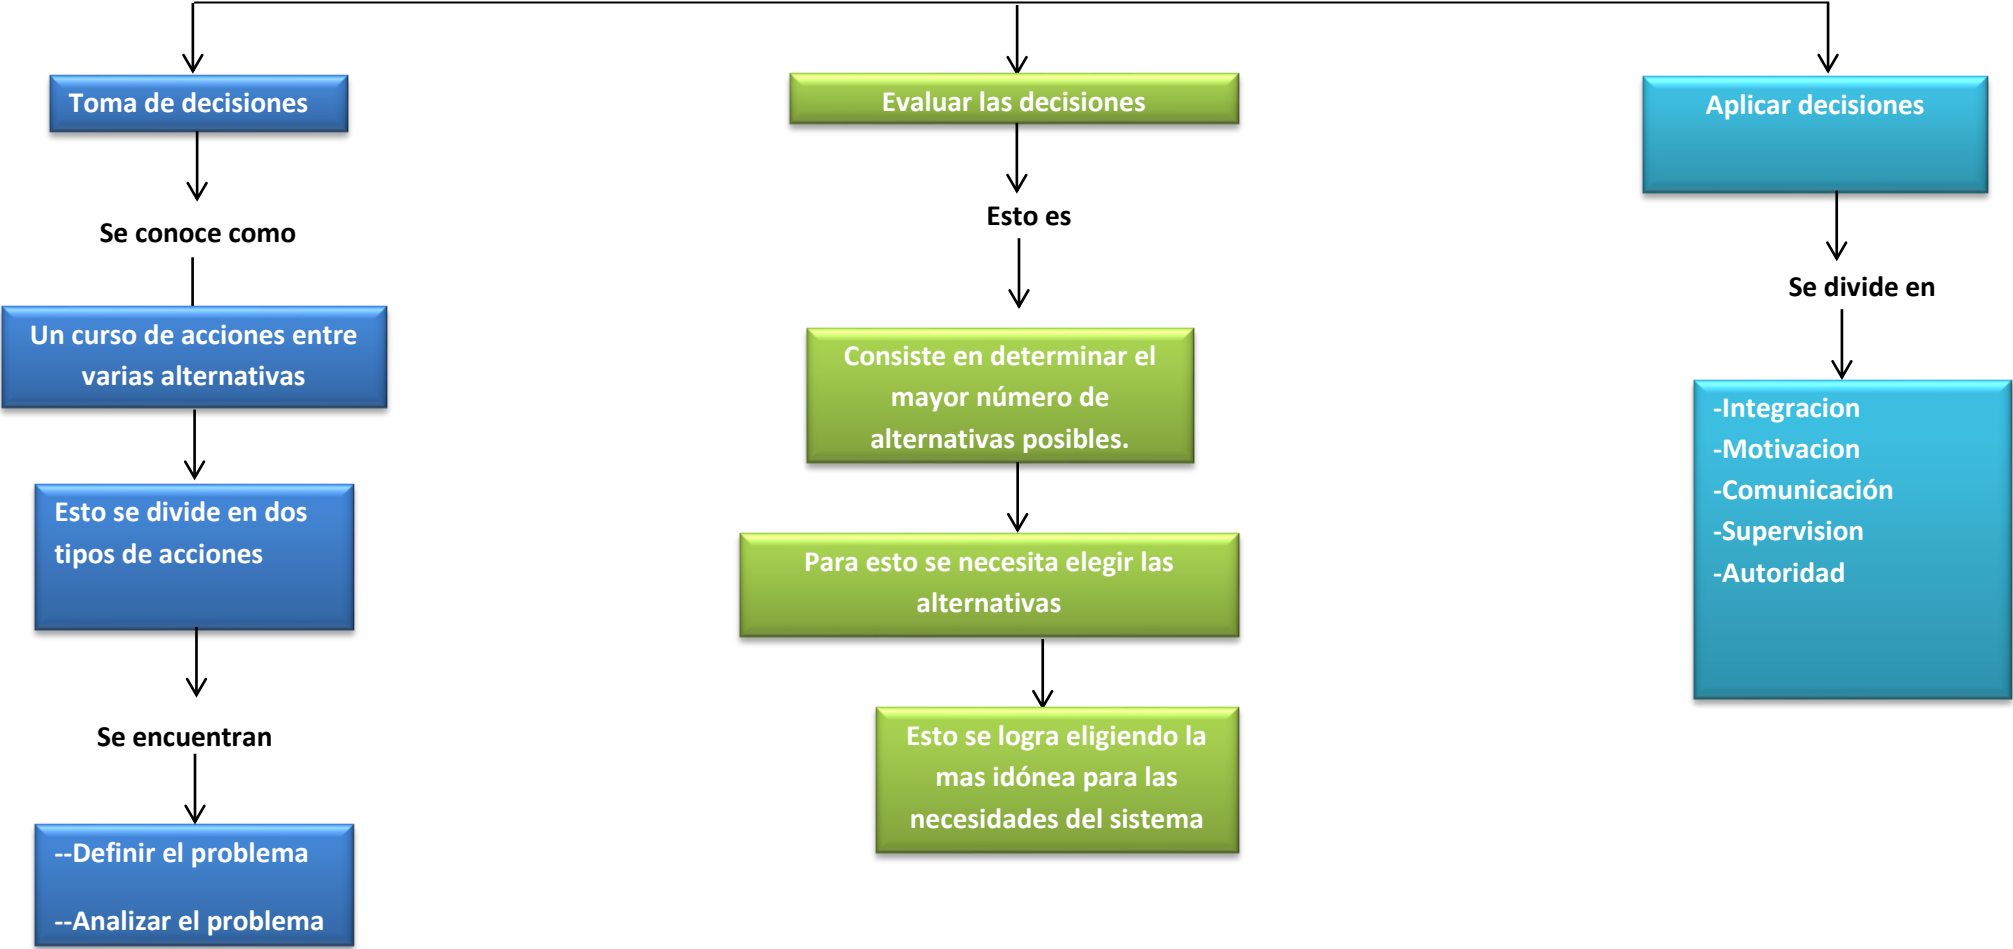 Toma de decisiones
Se conoce como
Un curso de acciones entre
varias alternativas
Esto se divide en dos
tipos de acciones
Se encuentran
--Definir el problema
--Analizar el problema
Evaluar las decisiones
Esto es
Consiste en determinar el
mayor número de
alternativas posibles.
Para esto se necesita elegir las
alternativas
Esto se logra eligiendo la
mas idónea para las
necesidades del sistema
Aplicar decisiones
Se divide en
-Integracion
-Motivacion
-Comunicación
-Supervision
-Autoridad